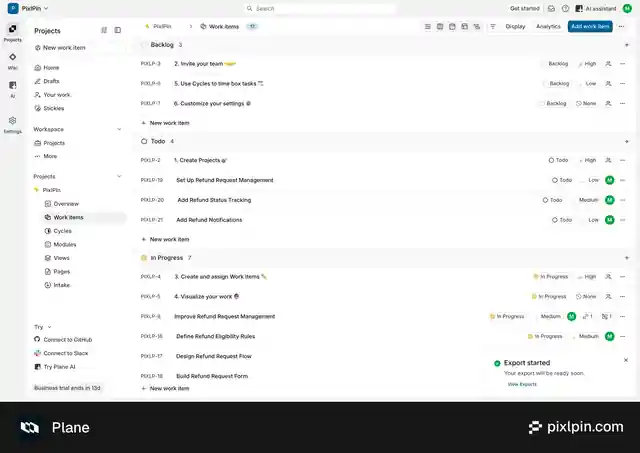 PixlPin
Search
Get started
AI assistant
M
Projects
Wiki
AI
Settings
Projects
New work item
Home
Drafts
Your work
Stickies
Workspace
Projects
More
Projects
PixlPin
Overview
Work items
Cycles
Modules
Views
Pages
Intake
Try
Connect to GitHub
Connect to Slack
Try Plane AI
Business trial ends in 13d
PixlPin > Work items 17
Display Analytics Add work item
Backlog 3
PIXLP-3 2. Invite your team Backlog High
5. Use Cycles to time box tasks Backlog Low
PIXLP-7 6. Customize your settings Backlog None
+ New work item
Todo 4
PIXLP-2 1. Create Projects Todo High
PIXLP-19 Set Up Refund Request Management Todo Low M
PIXLP-20 Add Refund Status Tracking Todo Medium M
PIXLP-21 Add Refund Notifications Todo Low M
+ New work item
In Progress 7
PIXLP-4 3. Create and assign Work items In Progress High
PIXLP-5 4. Visualize your work In Progress None
Improve Refund Request Management In Progress Medium M 1 1
PIXLP-16 Define Refund Eligibility Rules In Progress Medium M
PIXLP-17 Design Refund Request Flow
PIXLP-18 Build Refund Request Form
+ New work item
Export started
Your export will be ready soon.
View Exports
Plane
pixlpin.com